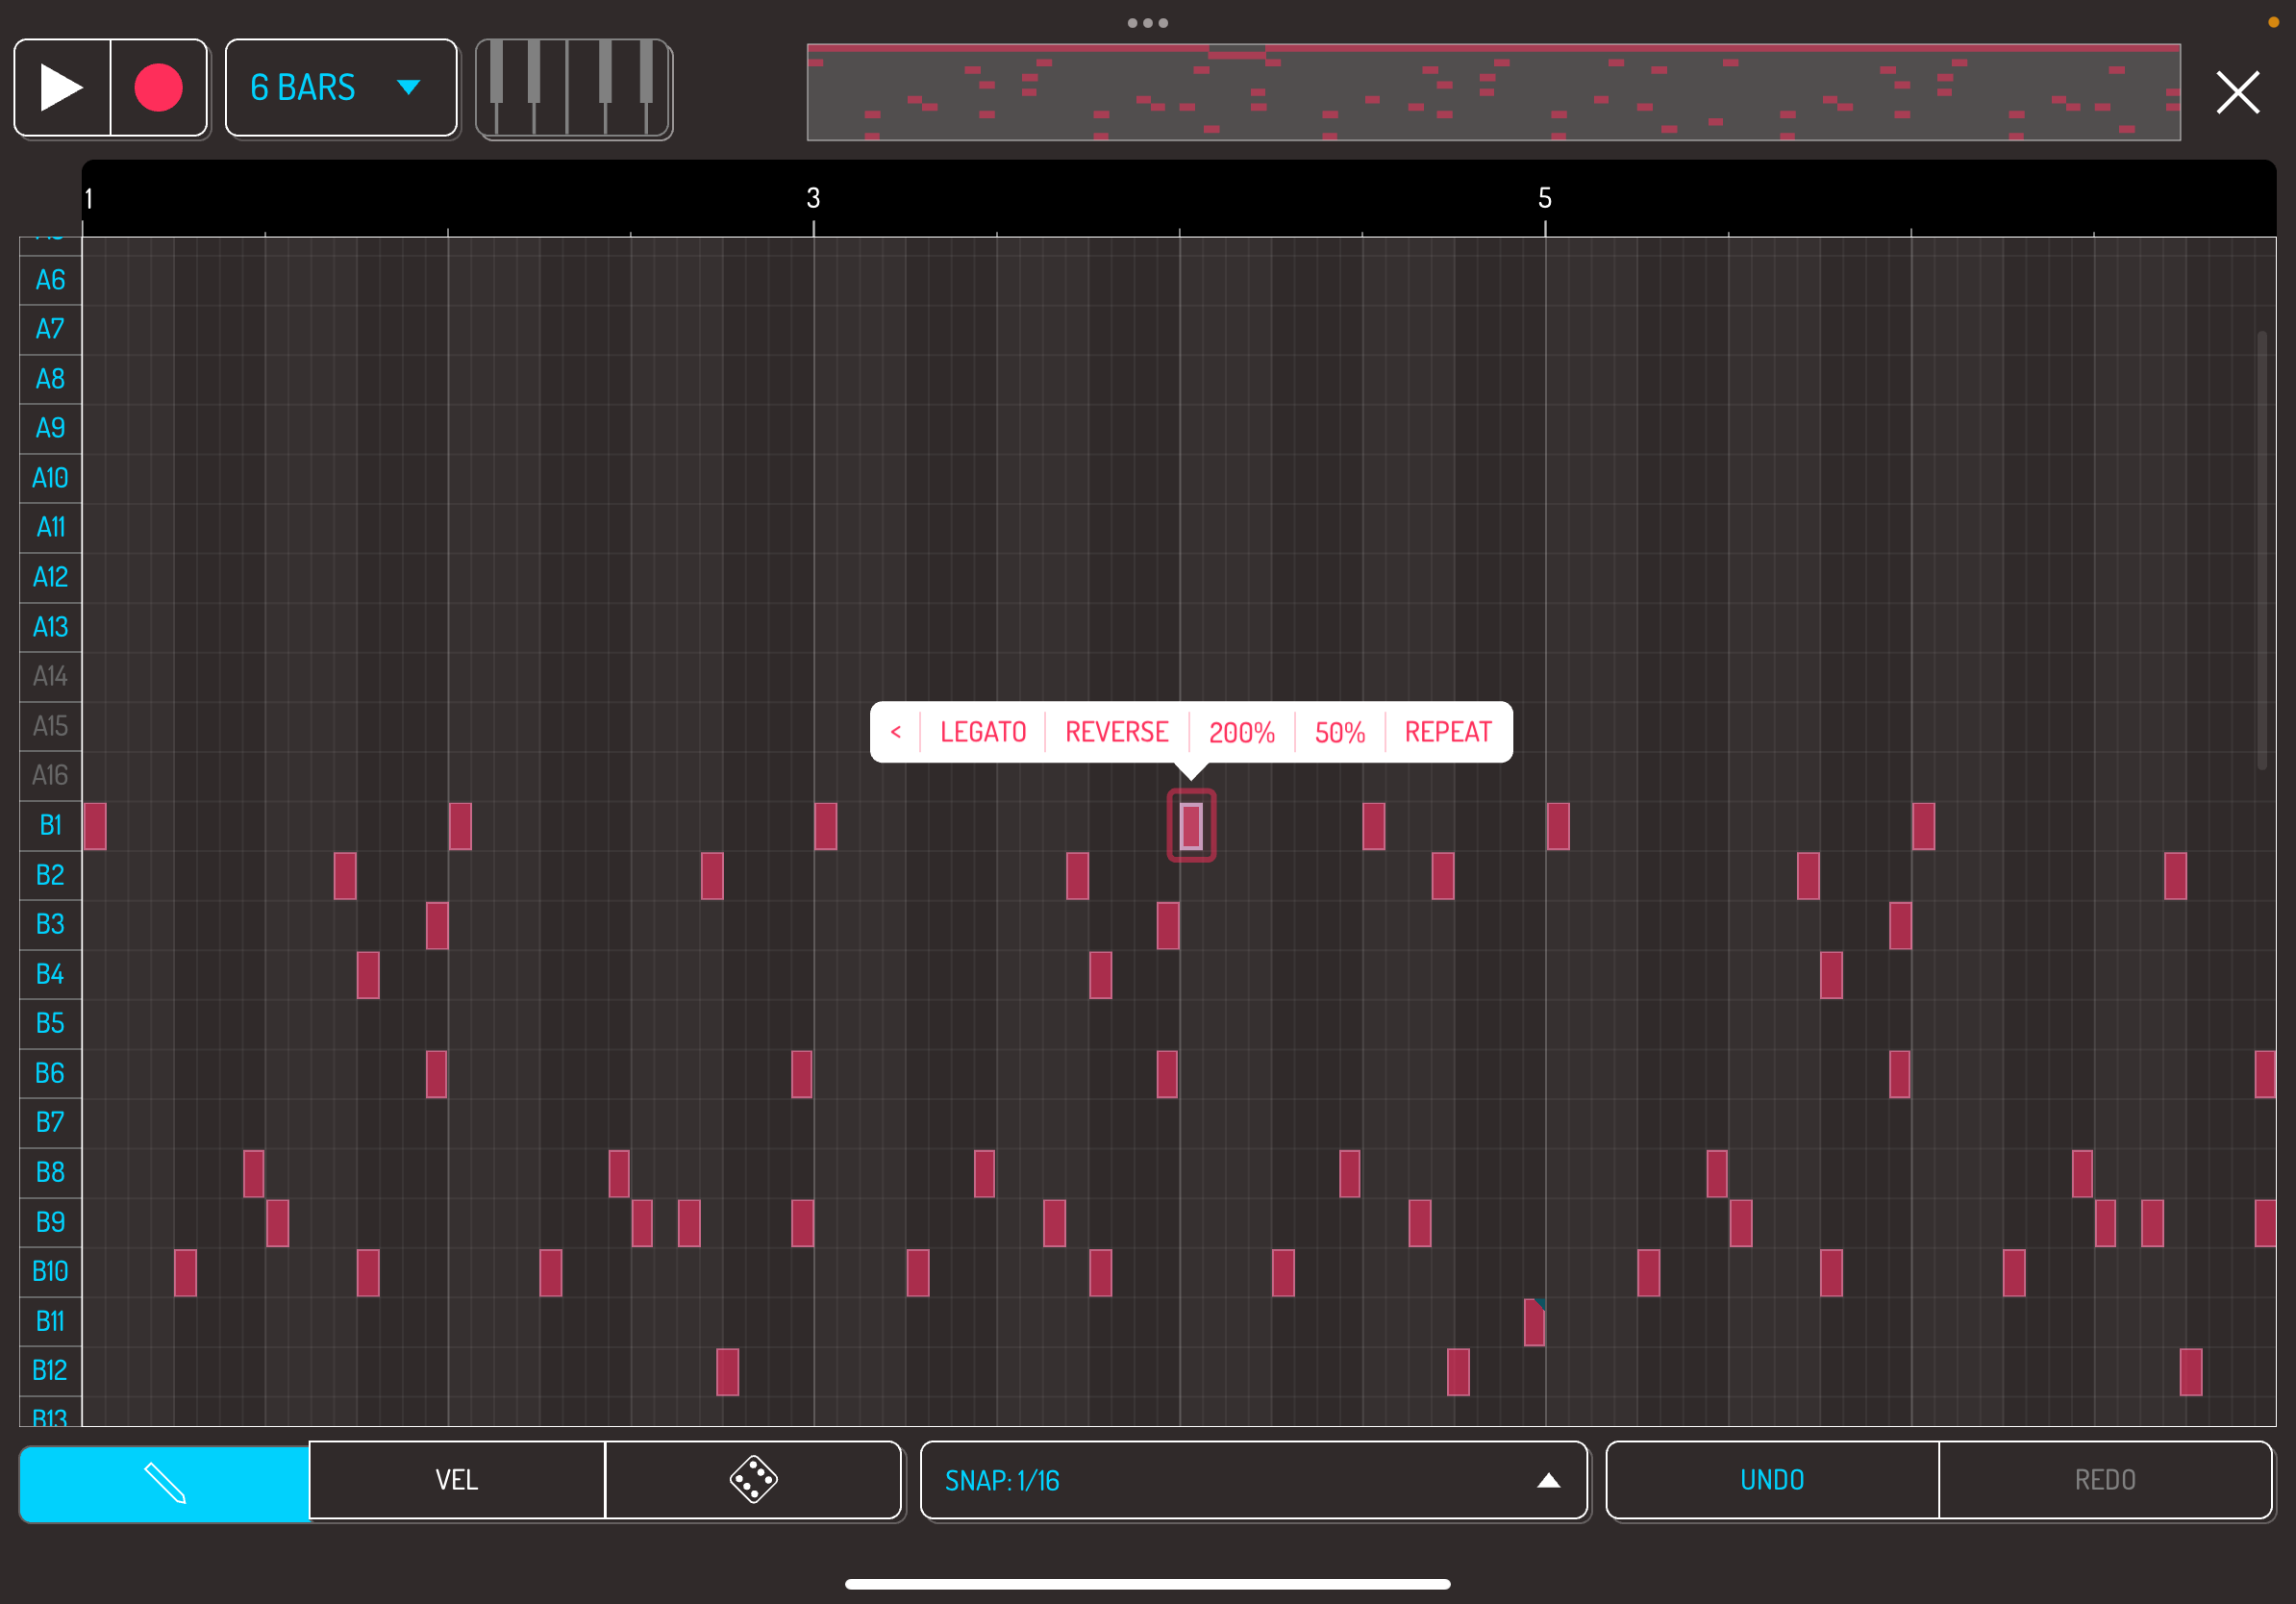 6 BARS
1 3 5
A6
A7
A8
A9
A10
A11
A12
A13
A14
A15
A16
< LEGATO REVERSE 200% 50% REPEAT
B1
B2
B3
B4
B5
B6
B7
B8
B9
B10
B11
B12
B13
VEL SNAP: 1/16 UNDO REDO